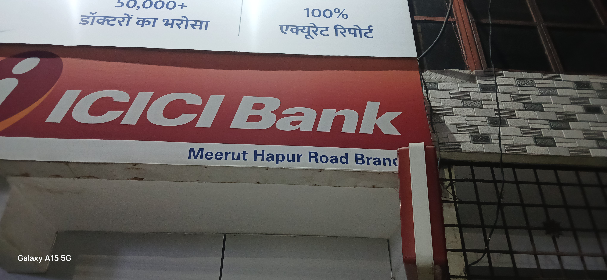 50,000+
डॉक्टरों का भरोसा
100%
एक्यूरेट रिपोर्ट
i ICICI Bank
Meerut Hapur Road Branc
Galaxy A15 5G